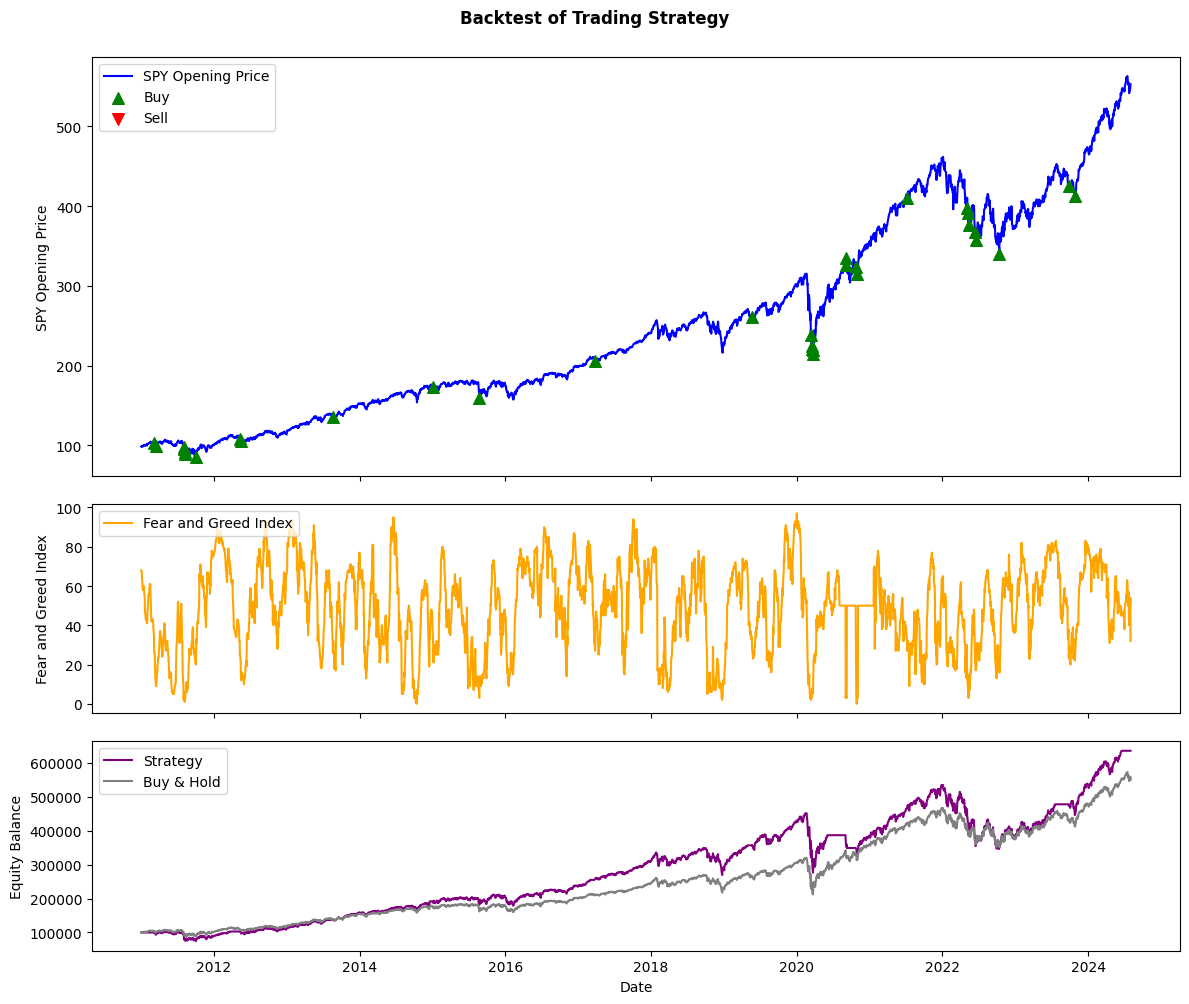 Backtest of Trading Strategy
SPY Opening Price
Buy
Sell
SPY Opening Price
500
400
300
200
100
Fear and Greed Index
Fear and Greed Index
100
80
60
40
20
0
Strategy
Buy & Hold
Equity Balance
600000
500000
400000
300000
200000
100000
2012
2014
2016
2018
2020
2022
2024
Date